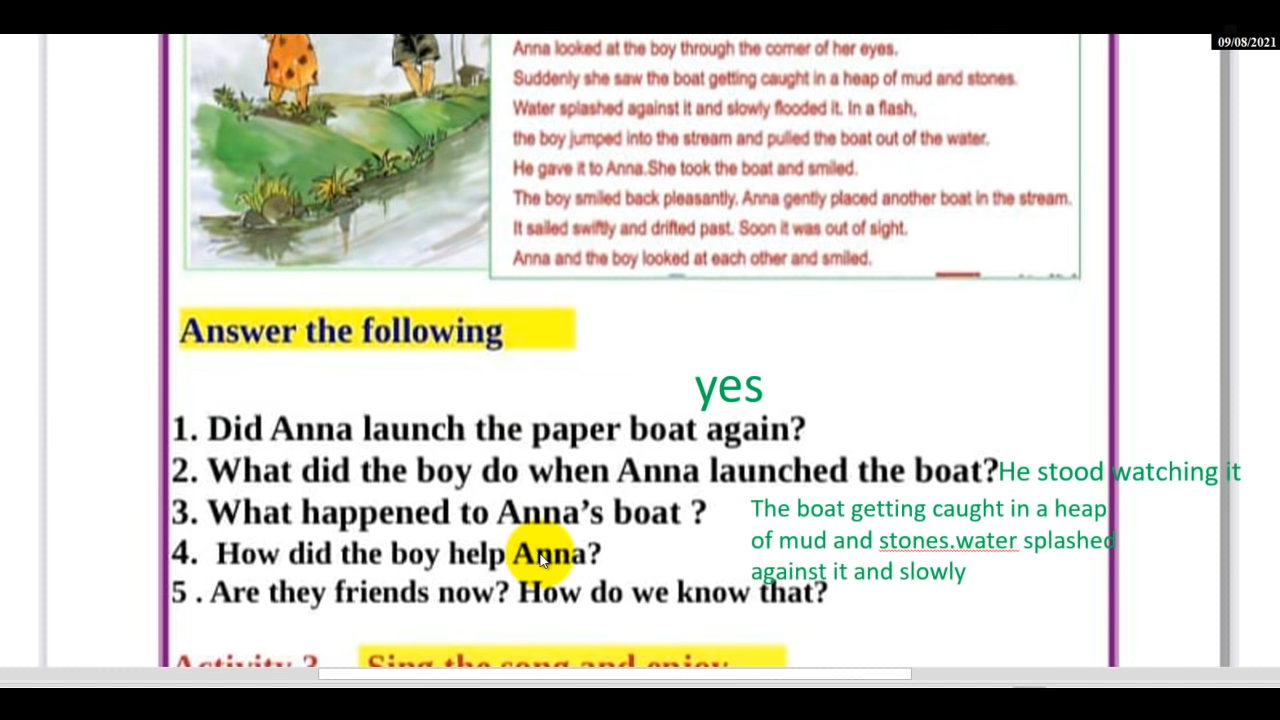 09/08/2021
Anna looked at the boy through the corner of her eyes.
Suddenly she saw the boat getting caught in a heap of mud and stones.
Water splashed against it and slowly flooded it. In a flash,
the boy jumped into the stream and pulled the boat out of the water.
He gave it to Anna.She took the boat and smiled.
The boy smiled back pleasantly. Anna gently placed another boat in the stream.
It sailed swiftly and drifted past. Soon it was out of sight.
Anna and the boy looked at each other and smiled.
Answer the following
yes
1. Did Anna launch the paper boat again?
2. What did the boy do when Anna launched the boat?He stood watching it
3. What happened to Anna’s boat ?
The boat getting caught in a heap
of mud and stones.water splashed
against it and slowly
4. How did the boy help Anna?
5 . Are they friends now? How do we know that?
Activity 2 Sing the song and enjoy